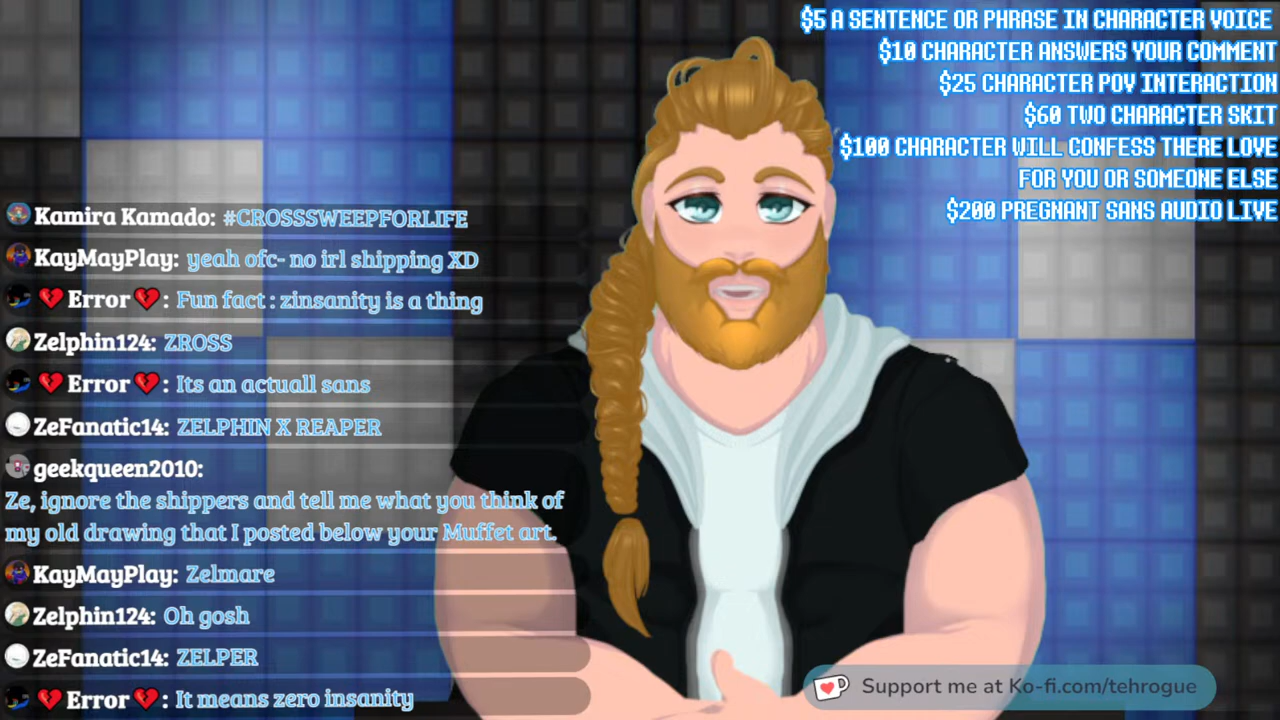 $5 A SENTENCE OR PHRASE IN CHARACTER VOICE
$10 CHARACTER ANSWERS YOUR COMMENT
$25 CHARACTER POV INTERACTION
$60 TWO CHARACTER SKIT
$100 CHARACTER WILL CONFESS THERE LOVE
FOR YOU OR SOMEONE ELSE
$200 PREGNANT SANS AUDIO LIVE
Kamira Kamado: #CROSSSWEEPFORLIFE
KayMayPlay: yeah ofc- no irl shipping XD
💔 Error 💔: Fun fact : zinsanity is a thing
Zelphin124: ZROSS
💔 Error 💔: Its an actuall sans
ZeFanatic14: ZELPHIN X REAPER
geekqueen2010:
Ze, ignore the shippers and tell me what you think of
my old drawing that I posted below your Muffet art.
KayMayPlay: Zelmare
Zelphin124: Oh gosh
ZeFanatic14: ZELPER
💔 Error 💔: It means zero insanity
Support me at Ko-fi.com/tehrogue